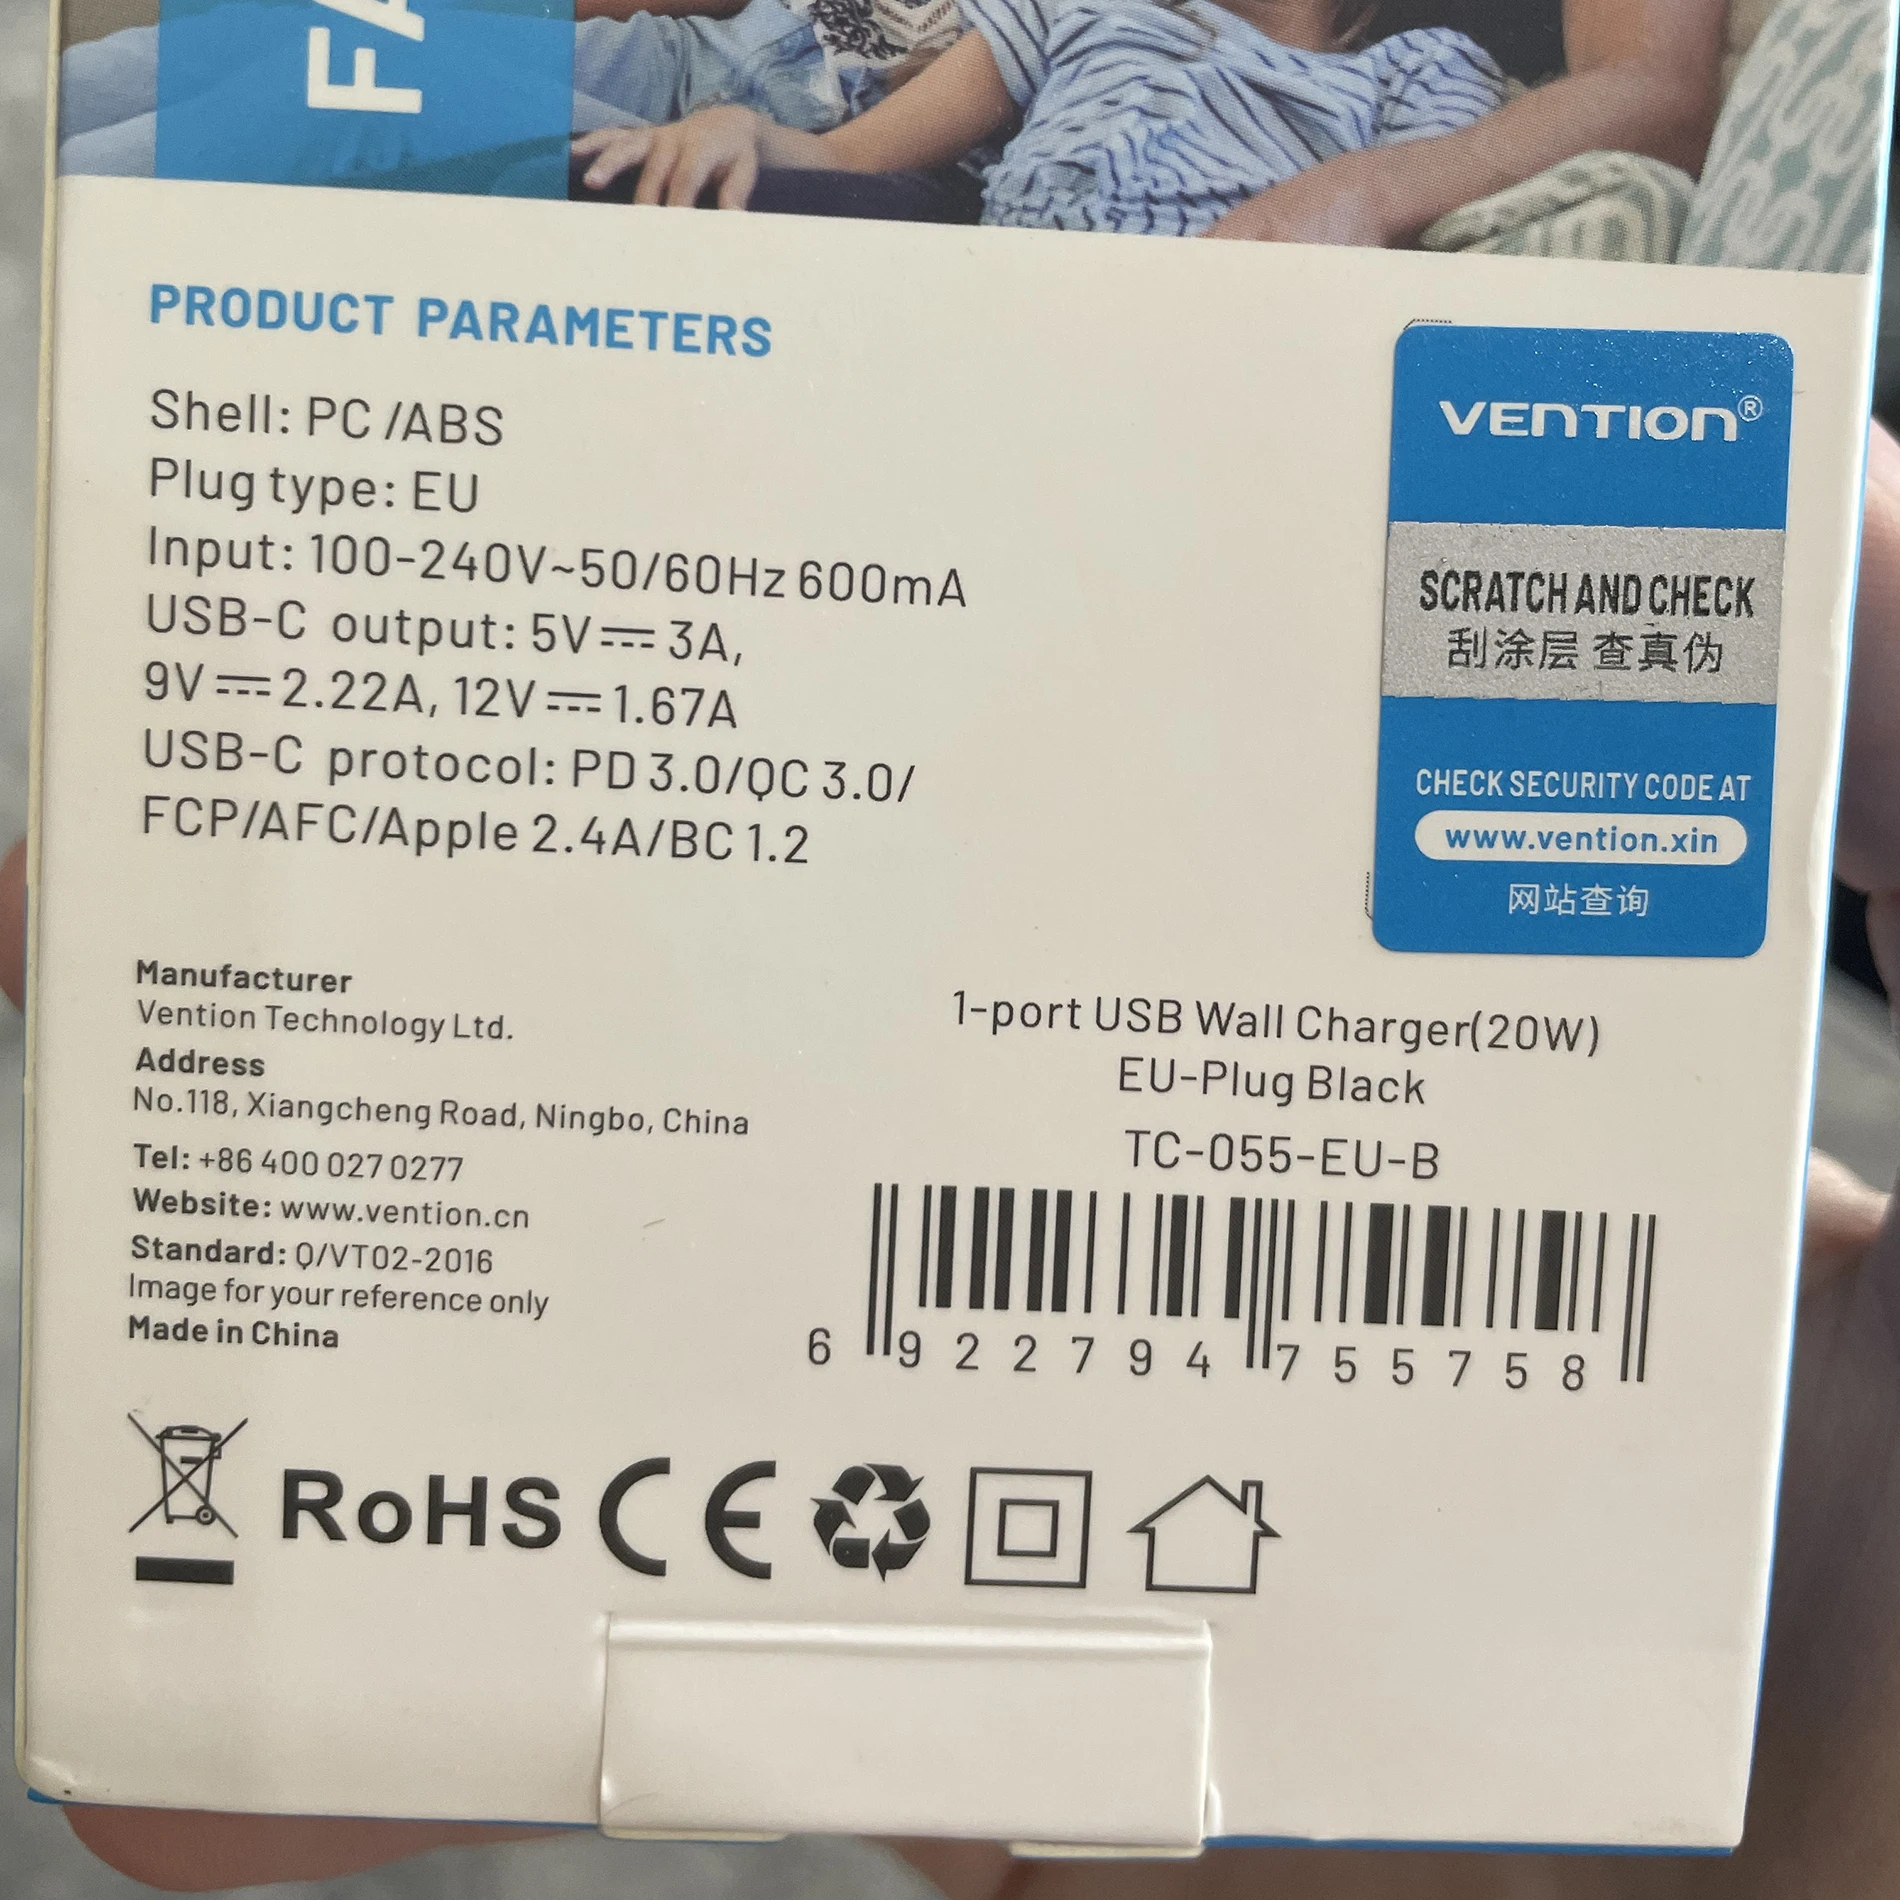 FA
PRODUCT PARAMETERS
Shell: PC /ABS
Plug type: EU
Input: 100-240V~50/60Hz 600mA
USB-C output: 5V⎓3A,
9V⎓2.22A, 12V⎓1.67A
USB-C protocol: PD 3.0/QC 3.0/
FCP/AFC/Apple 2.4A/BC 1.2
VENTION®
SCRATCH AND CHECK
刮涂层 查真伪
CHECK SECURITY CODE AT
www.vention.xin
网站查询
Manufacturer
Vention Technology Ltd.
Address
No.118, Xiangcheng Road, Ningbo, China
Tel: +86 400 027 0277
Website: www.vention.cn
Standard: Q/VT02-2016
Image for your reference only
Made in China
1-port USB Wall Charger(20W)
EU-Plug Black
TC-055-EU-B
6 922794 755758
RoHS CE